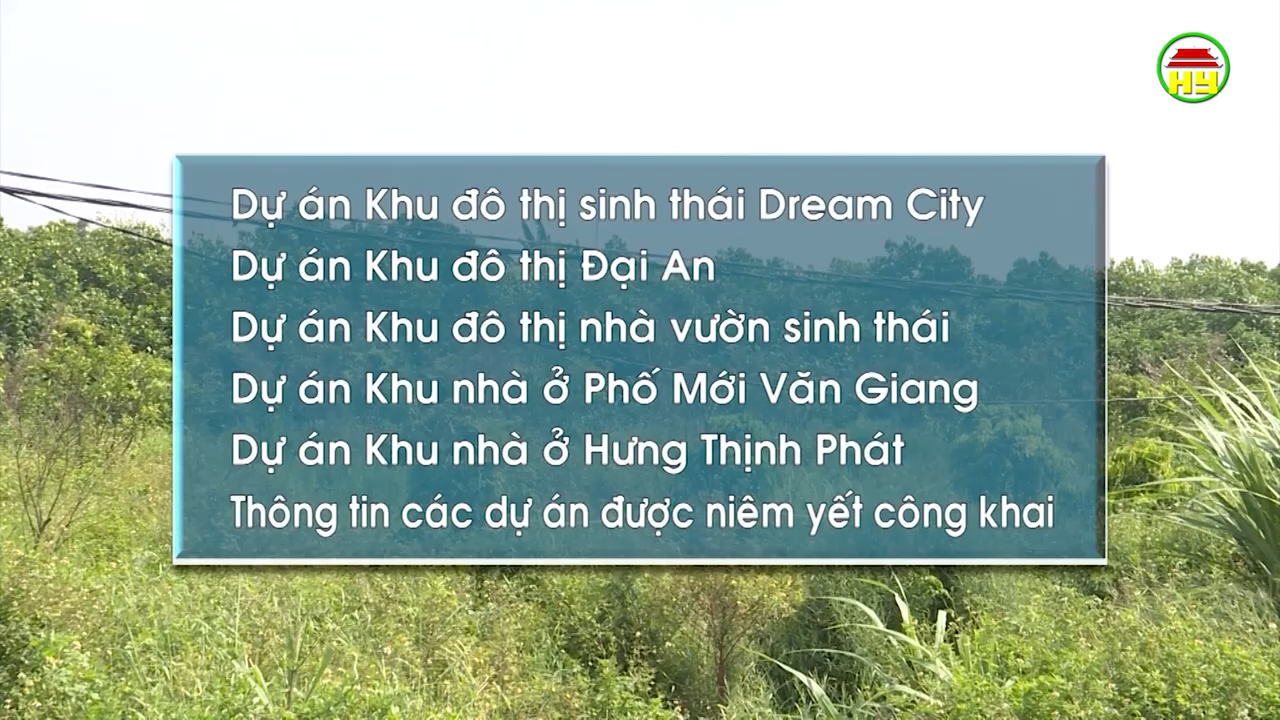 HY
Dự án Khu đô thị sinh thái Dream City
Dự án Khu đô thị Đại An
Dự án Khu đô thị nhà vườn sinh thái
Dự án Khu nhà ở Phố Mới Văn Giang
Dự án Khu nhà ở Hưng Thịnh Phát
Thông tin các dự án được niêm yết công khai